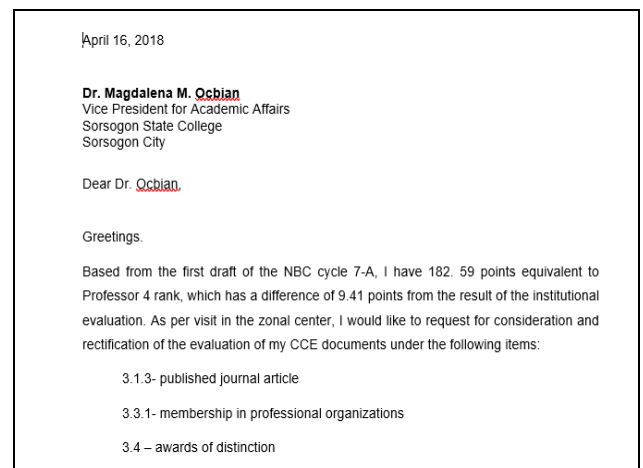 April 16, 2018
Dr. Magdalena M. Ocbian
Vice President for Academic Affairs
Sorsogon State College
Sorsogon City
Dear Dr. Ocbian,
Greetings.
Based from the first draft of the NBC cycle 7-A, I have 182. 59 points equivalent to
Professor 4 rank, which has a difference of 9.41 points from the result of the institutional
evaluation. As per visit in the zonal center, I would like to request for consideration and
rectification of the evaluation of my CCE documents under the following items:
3.1.3- published journal article
3.3.1- membership in professional organizations
3.4 – awards of distinction